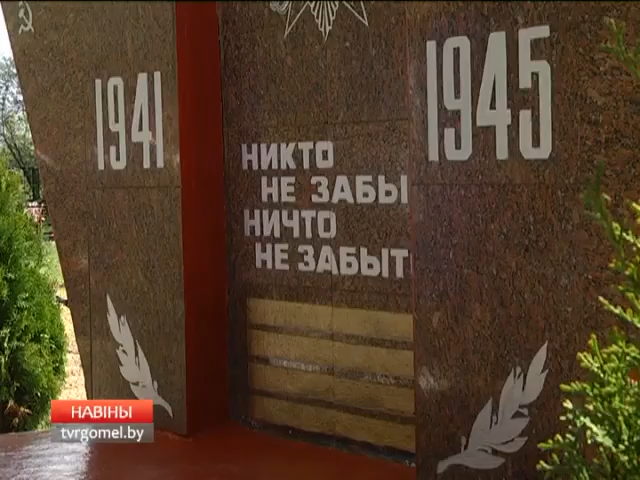 1941
1945
НИКТО
НЕ ЗАБЫ
НИЧТО
НЕ ЗАБЫТ
НАВІНЫ
tvrgomel.by